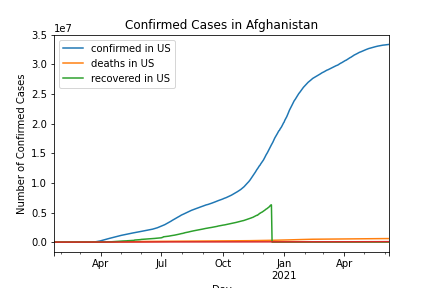 Confirmed Cases in Afghanistan
1e7
confirmed in US
deaths in US
recovered in US
Number of Confirmed Cases
3.5
3.0
2.5
2.0
1.5
1.0
0.5
0.0
Apr Jul Oct Jan Apr
2021